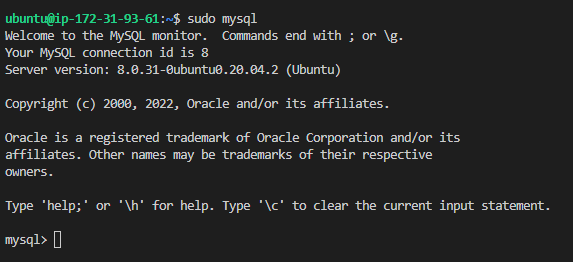 ubuntu@ip-172-31-93-61:~$ sudo mysql
Welcome to the MySQL monitor.  Commands end with ; or \g.
Your MySQL connection id is 8
Server version: 8.0.31-0ubuntu0.20.04.2 (Ubuntu)
Copyright (c) 2000, 2022, Oracle and/or its affiliates.
Oracle is a registered trademark of Oracle Corporation and/or its
affiliates. Other names may be trademarks of their respective
owners.
Type 'help;' or '\h' for help. Type '\c' to clear the current input statement.
mysql>